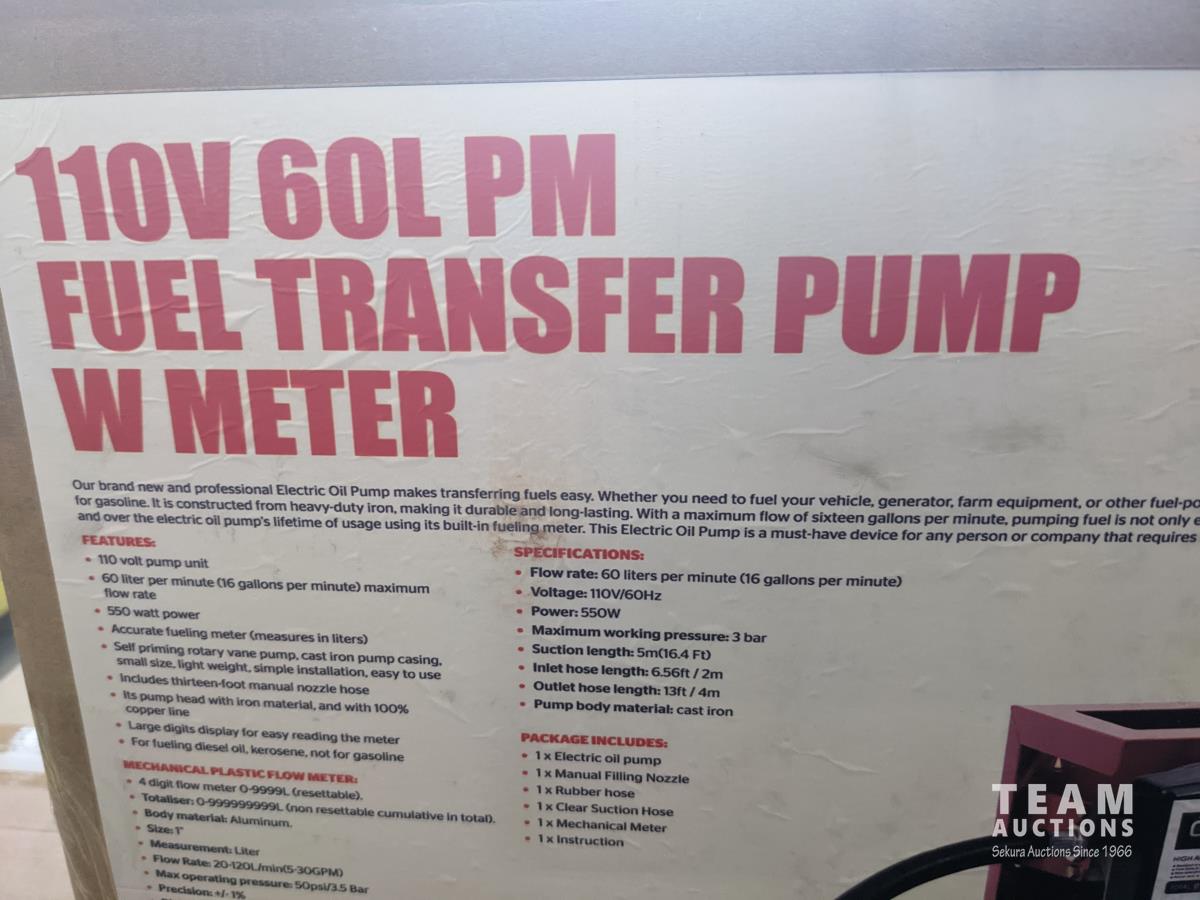 110V 60L PM
FUEL TRANSFER PUMP
W METER
Our brand new and professional Electric Oil Pump makes transferring fuels easy. Whether you need to fuel your vehicle, generator, farm equipment, or other fuel-po
for gasoline. It is constructed from heavy-duty iron, making it durable and long-lasting. With a maximum flow of sixteen gallons per minute, pumping fuel is not only
and over the electric oil pump's lifetime of usage using its built-in fueling meter. This Electric Oil Pump is a must-have device for any person or company that requires
FEATURES:
• 110 volt pump unit
• 60 liter per minute (16 gallons per minute) maximum
flow rate
• 550 watt power
• Accurate fueling meter (measures in liters)
• Self priming rotary vane pump, cast iron pump casing,
small size, light weight, simple installation, easy to use
• Includes thirteen-foot manual nozzle hose
• Its pump head with iron material, and with 100%
copper line
• Large digits display for easy reading the meter
• For fueling diesel oil, kerosene, not for gasoline
MECHANICAL PLASTIC FLOW METER:
• 4 digit flow meter 0-9999L (resettable).
• Totaliser: 0-999999999L (non resettable cumulative in total).
• Body material: Aluminum.
• Size: 1"
• Measurement: Liter
• Flow Rate: 20-120L/min(5-30GPM)
• Max operating pressure: 50psi/3.5 Bar
• Precision: +/- 1%
SPECIFICATIONS:
• Flow rate: 60 liters per minute (16 gallons per minute)
• Voltage: 110V/60Hz
• Power: 550W
• Maximum working pressure: 3 bar
• Suction length: 5m(16.4 Ft)
• Inlet hose length: 6.56ft / 2m
• Outlet hose length: 13ft / 4m
• Pump body material: cast iron
PACKAGE INCLUDES:
• 1 x Electric oil pump
• 1 x Manual Filling Nozzle
• 1 x Rubber hose
• 1 x Clear Suction Hose
• 1 x Mechanical Meter
• 1 x Instruction
TEAM
AUCTIONS
Sekura Auctions Since 1966